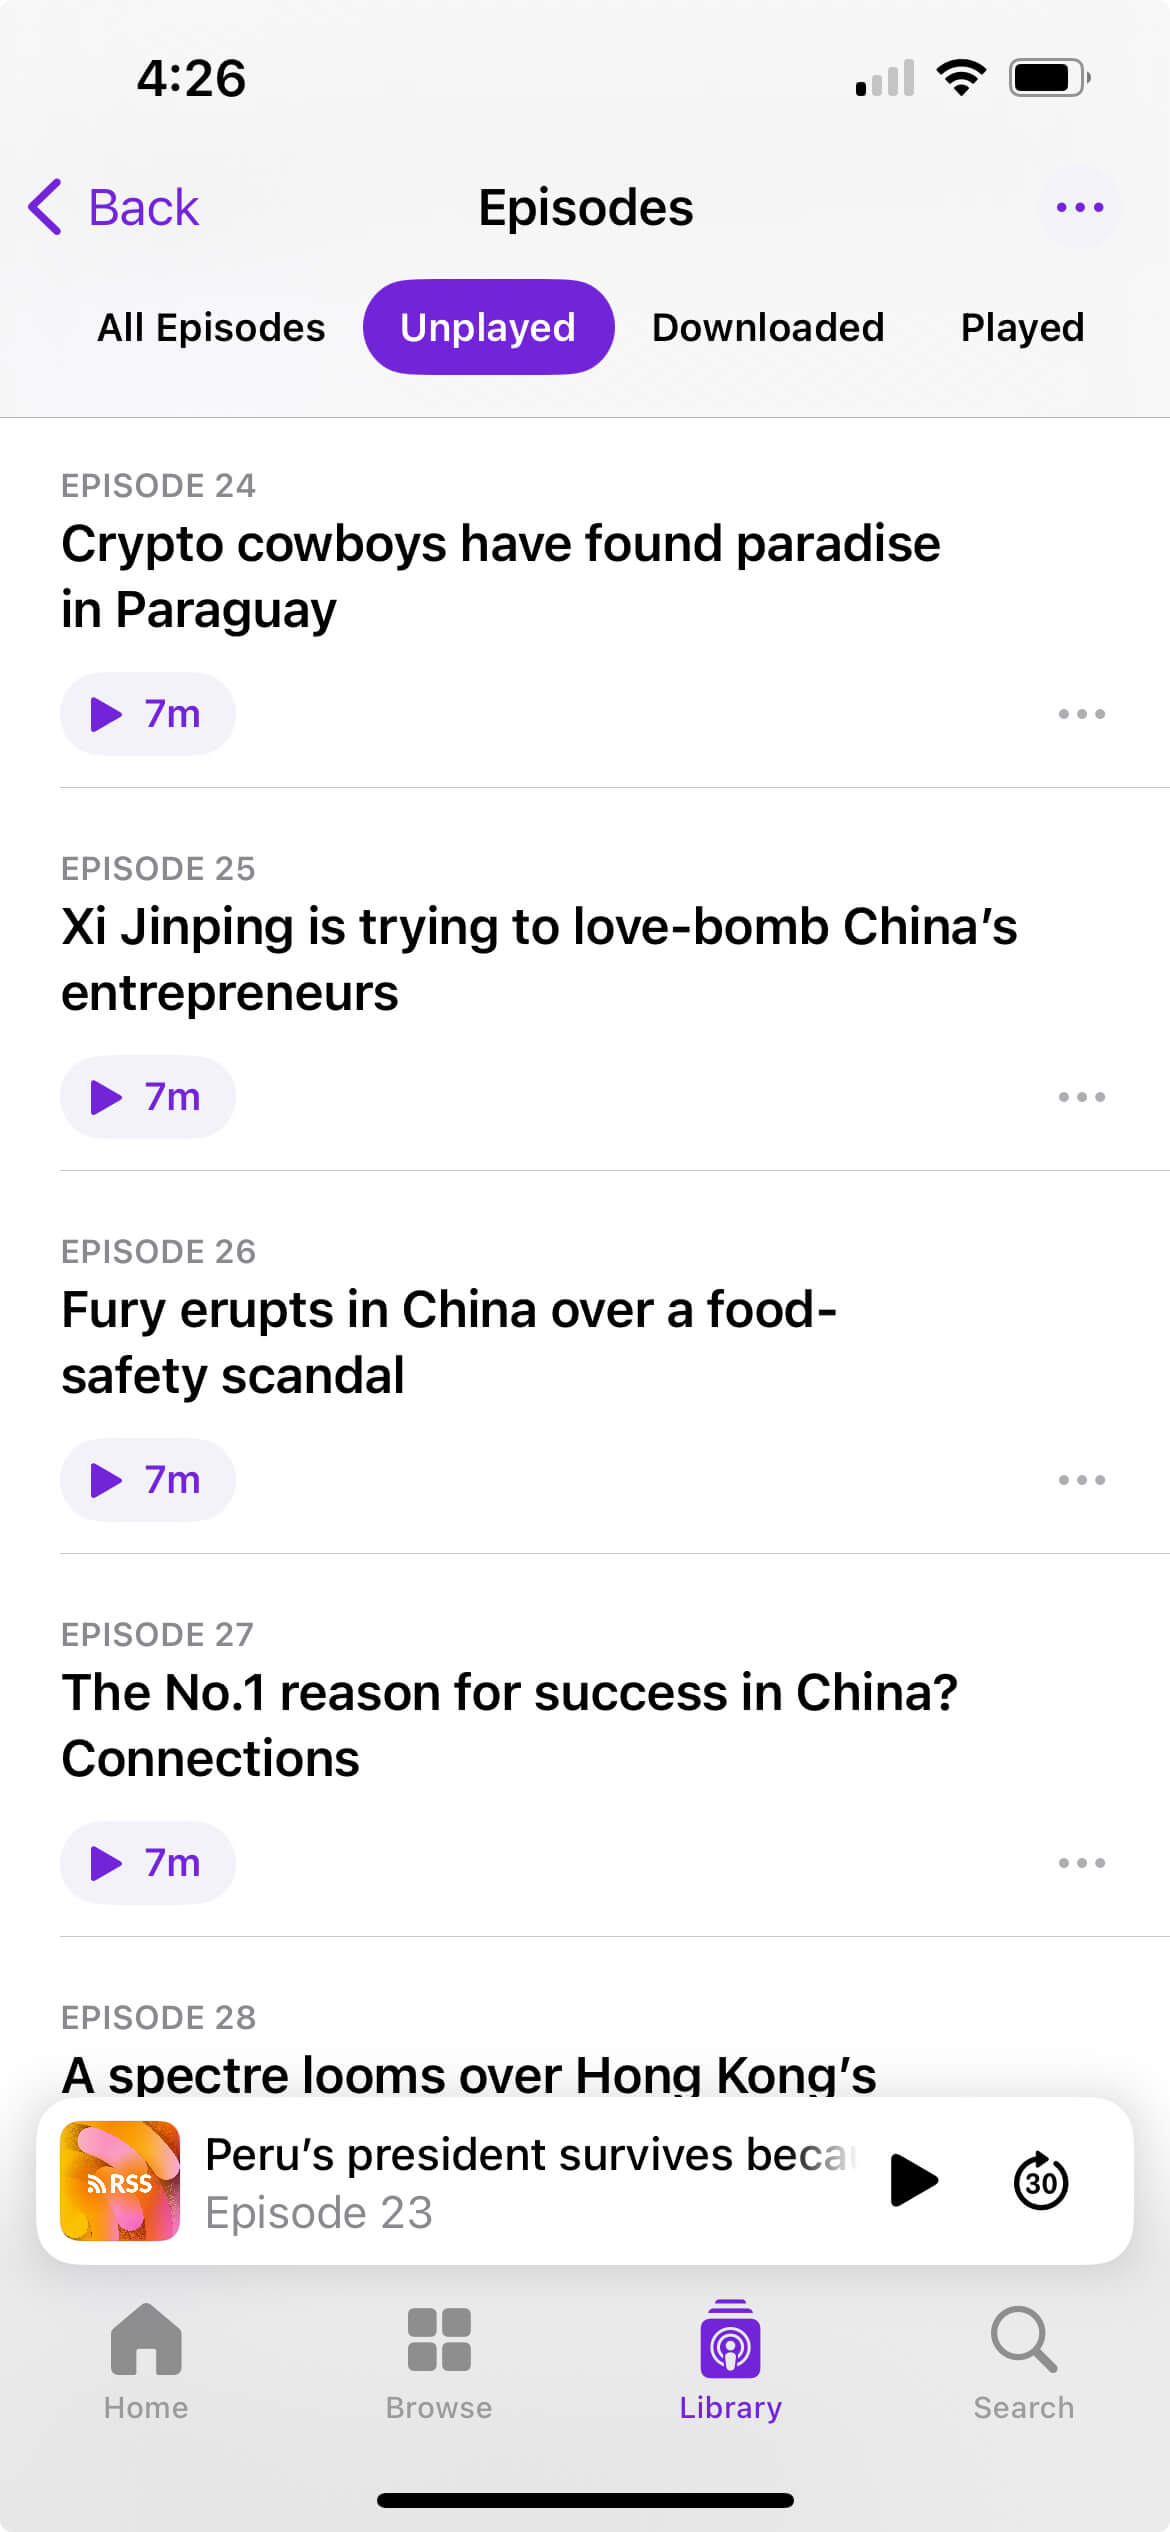 4:26
Back
Episodes
All Episodes
Unplayed
Downloaded
Played
EPISODE 24
Crypto cowboys have found paradise
in Paraguay
7m
EPISODE 25
Xi Jinping is trying to love-bomb China’s
entrepreneurs
7m
EPISODE 26
Fury erupts in China over a food-
safety scandal
7m
EPISODE 27
The No.1 reason for success in China?
Connections
7m
EPISODE 28
A spectre looms over Hong Kong’s
RSS
Peru’s president survives
Episode 23
30
Home
Browse
Library
Search